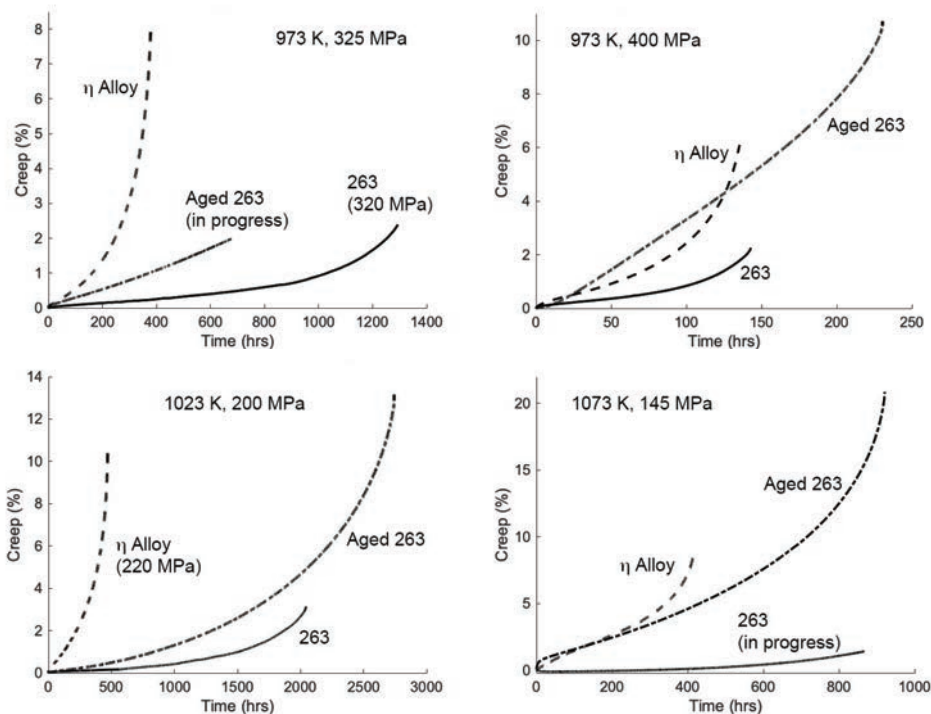 8
7
6
5
4
3
2
1
0
Creep (%)
973 K, 325 MPa
η Alloy
Aged 263
(in progress)
263
(320 MPa)
0 200 400 600 800 1000 1200 1400
Time (hrs)
10
8
6
4
2
0
Creep (%)
973 K, 400 MPa
Aged 263
η Alloy
263
0 50 100 150 200 250
Time (hrs)
14
12
10
8
6
4
2
0
Creep (%)
1023 K, 200 MPa
η Alloy
(220 MPa)
Aged 263
263
0 500 1000 1500 2000 2500 3000
Time (hrs)
20
15
10
5
0
Creep (%)
1073 K, 145 MPa
Aged 263
η Alloy
263
(in progress)
0 200 400 600 800 1000
Time (hrs)